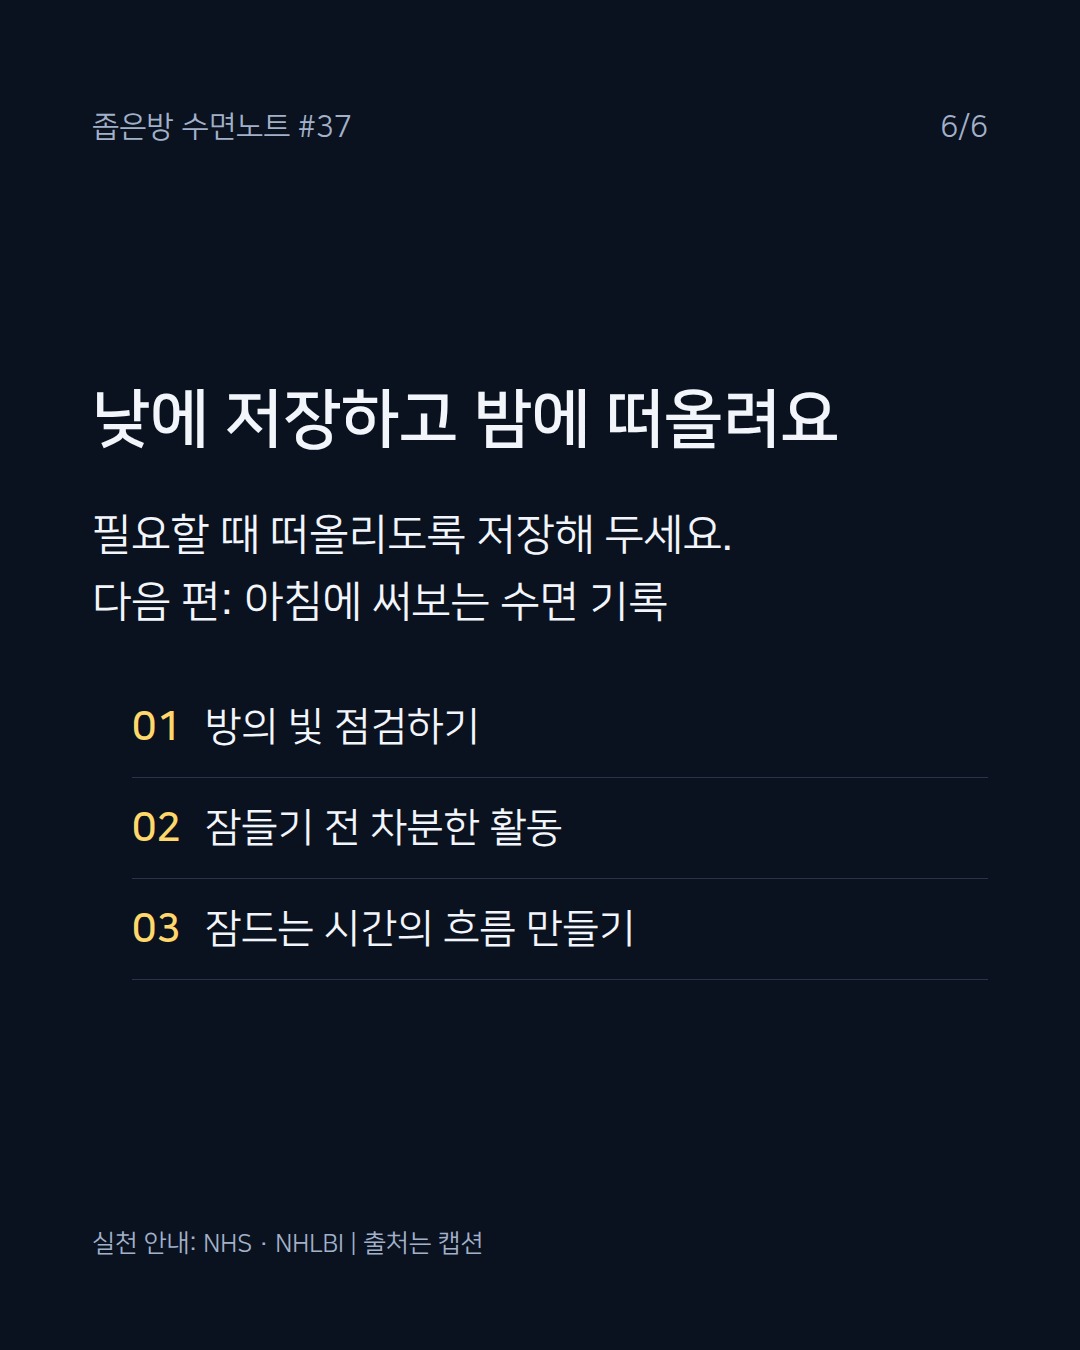 좁은방 수면노트 #37
6/6
낮에 저장하고 밤에 떠올려요
필요할 때 떠올리도록 저장해 두세요.
다음 편: 아침에 써보는 수면 기록
01 방의 빛 점검하기
02 잠들기 전 차분한 활동
03 잠드는 시간의 흐름 만들기
실천 안내: NHS · NHLBI | 출처는 캡션